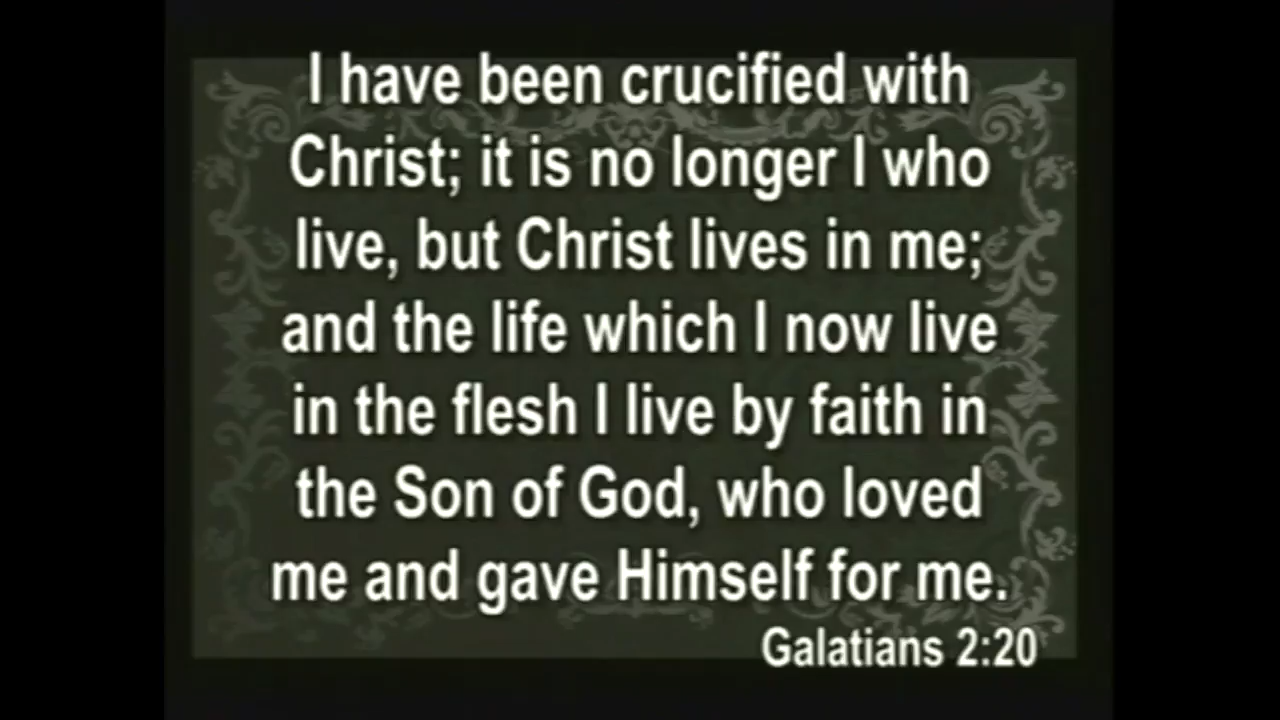 I have been crucified with
Christ; it is no longer I who
live, but Christ lives in me;
and the life which I now live
in the flesh I live by faith in
the Son of God, who loved
me and gave Himself for me.
Galatians 2:20